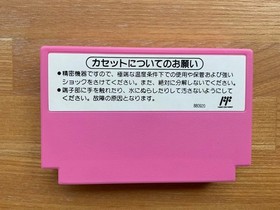 カセットについてのお願い
●精密機器ですので、極端な温度条件下での使用や保管および強い
ショックをさけてください。また、絶対に分解しないでください。
●端子部に手を触れたり、水にぬらしたりして汚さないようにして
ください。故障の原因となります。
FF